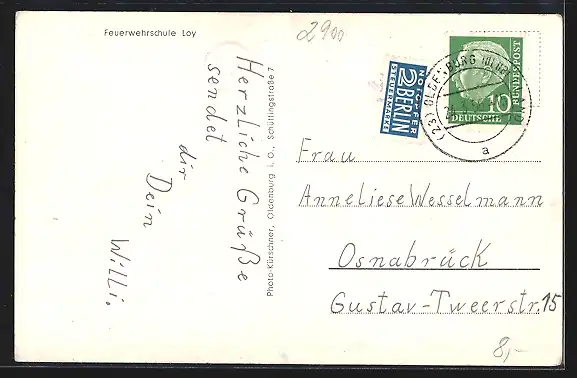 Feuerwehrschule Loy
2900
Herzliche Grüße
sendet
dir
Dein
Willi.
Photo-Kürschner, Oldenburg i. O., Schüttingstraße 7
NOTOPFER
2 BERLIN
STEUERMARKE
DEUTSCHE
BUNDESPOST
10
(23) OLDENBURG (OLDB)
a
Frau
Anneliese Wesselmann
Osnabrück
Gustav-Tweerstr. 15
8,-